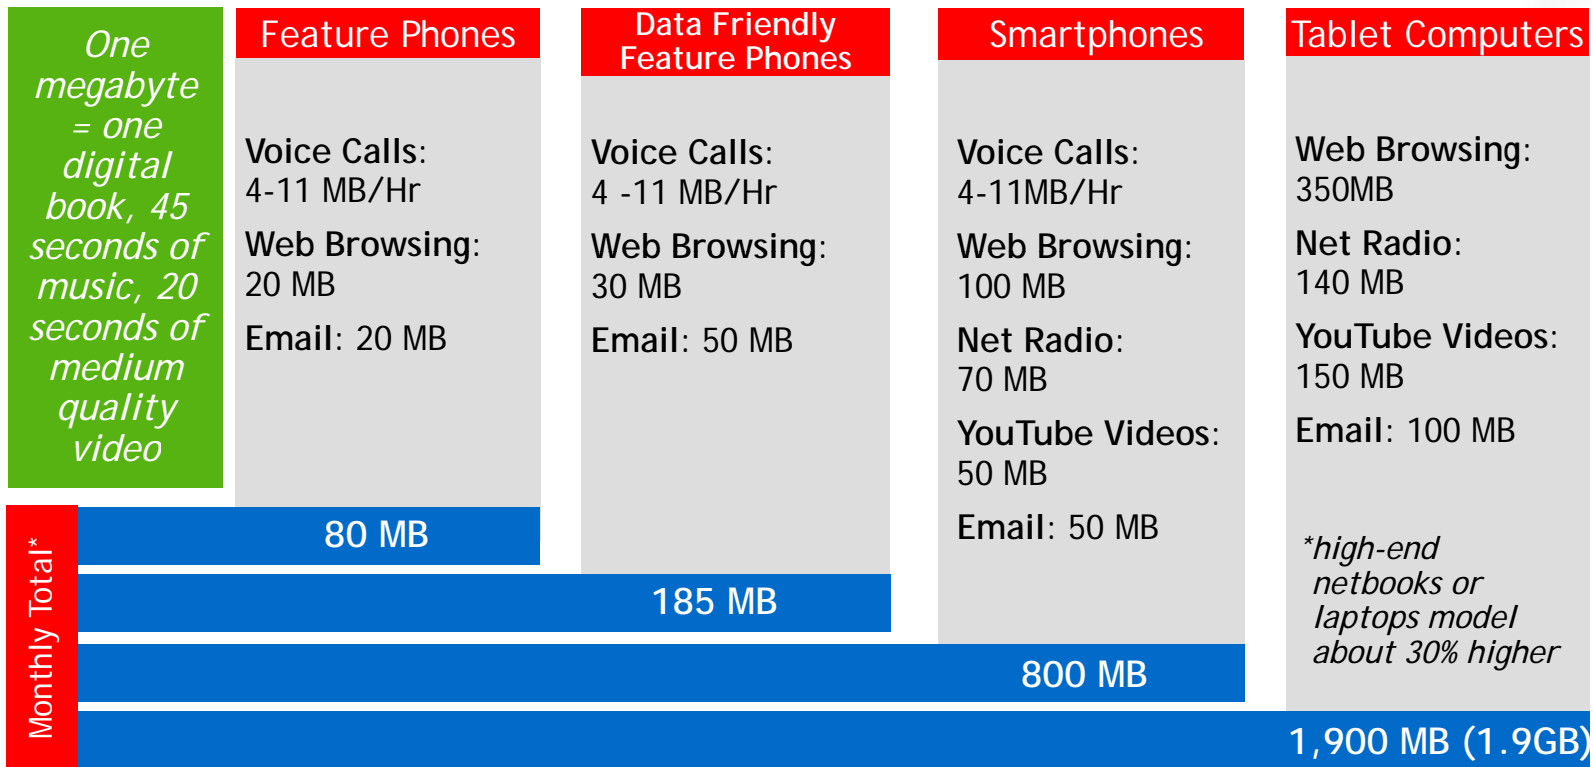 One
megabyte
= one
digital
book, 45
seconds of
music, 20
seconds of
medium
quality
video
Feature Phones
Voice Calls:
4-11 MB/Hr
Web Browsing:
20 MB
Email: 20 MB
Data Friendly
Feature Phones
Voice Calls:
4 -11 MB/Hr
Web Browsing:
30 MB
Email: 50 MB
Smartphones
Voice Calls:
4-11MB/Hr
Web Browsing:
100 MB
Net Radio:
70 MB
YouTube Videos:
50 MB
Email: 50 MB
Tablet Computers
Web Browsing:
350MB
Net Radio:
140 MB
YouTube Videos:
150 MB
Email: 100 MB
*high-end
netbooks or
laptops model
about 30% higher
Monthly Total*
80 MB
185 MB
800 MB
1,900 MB (1.9GB)